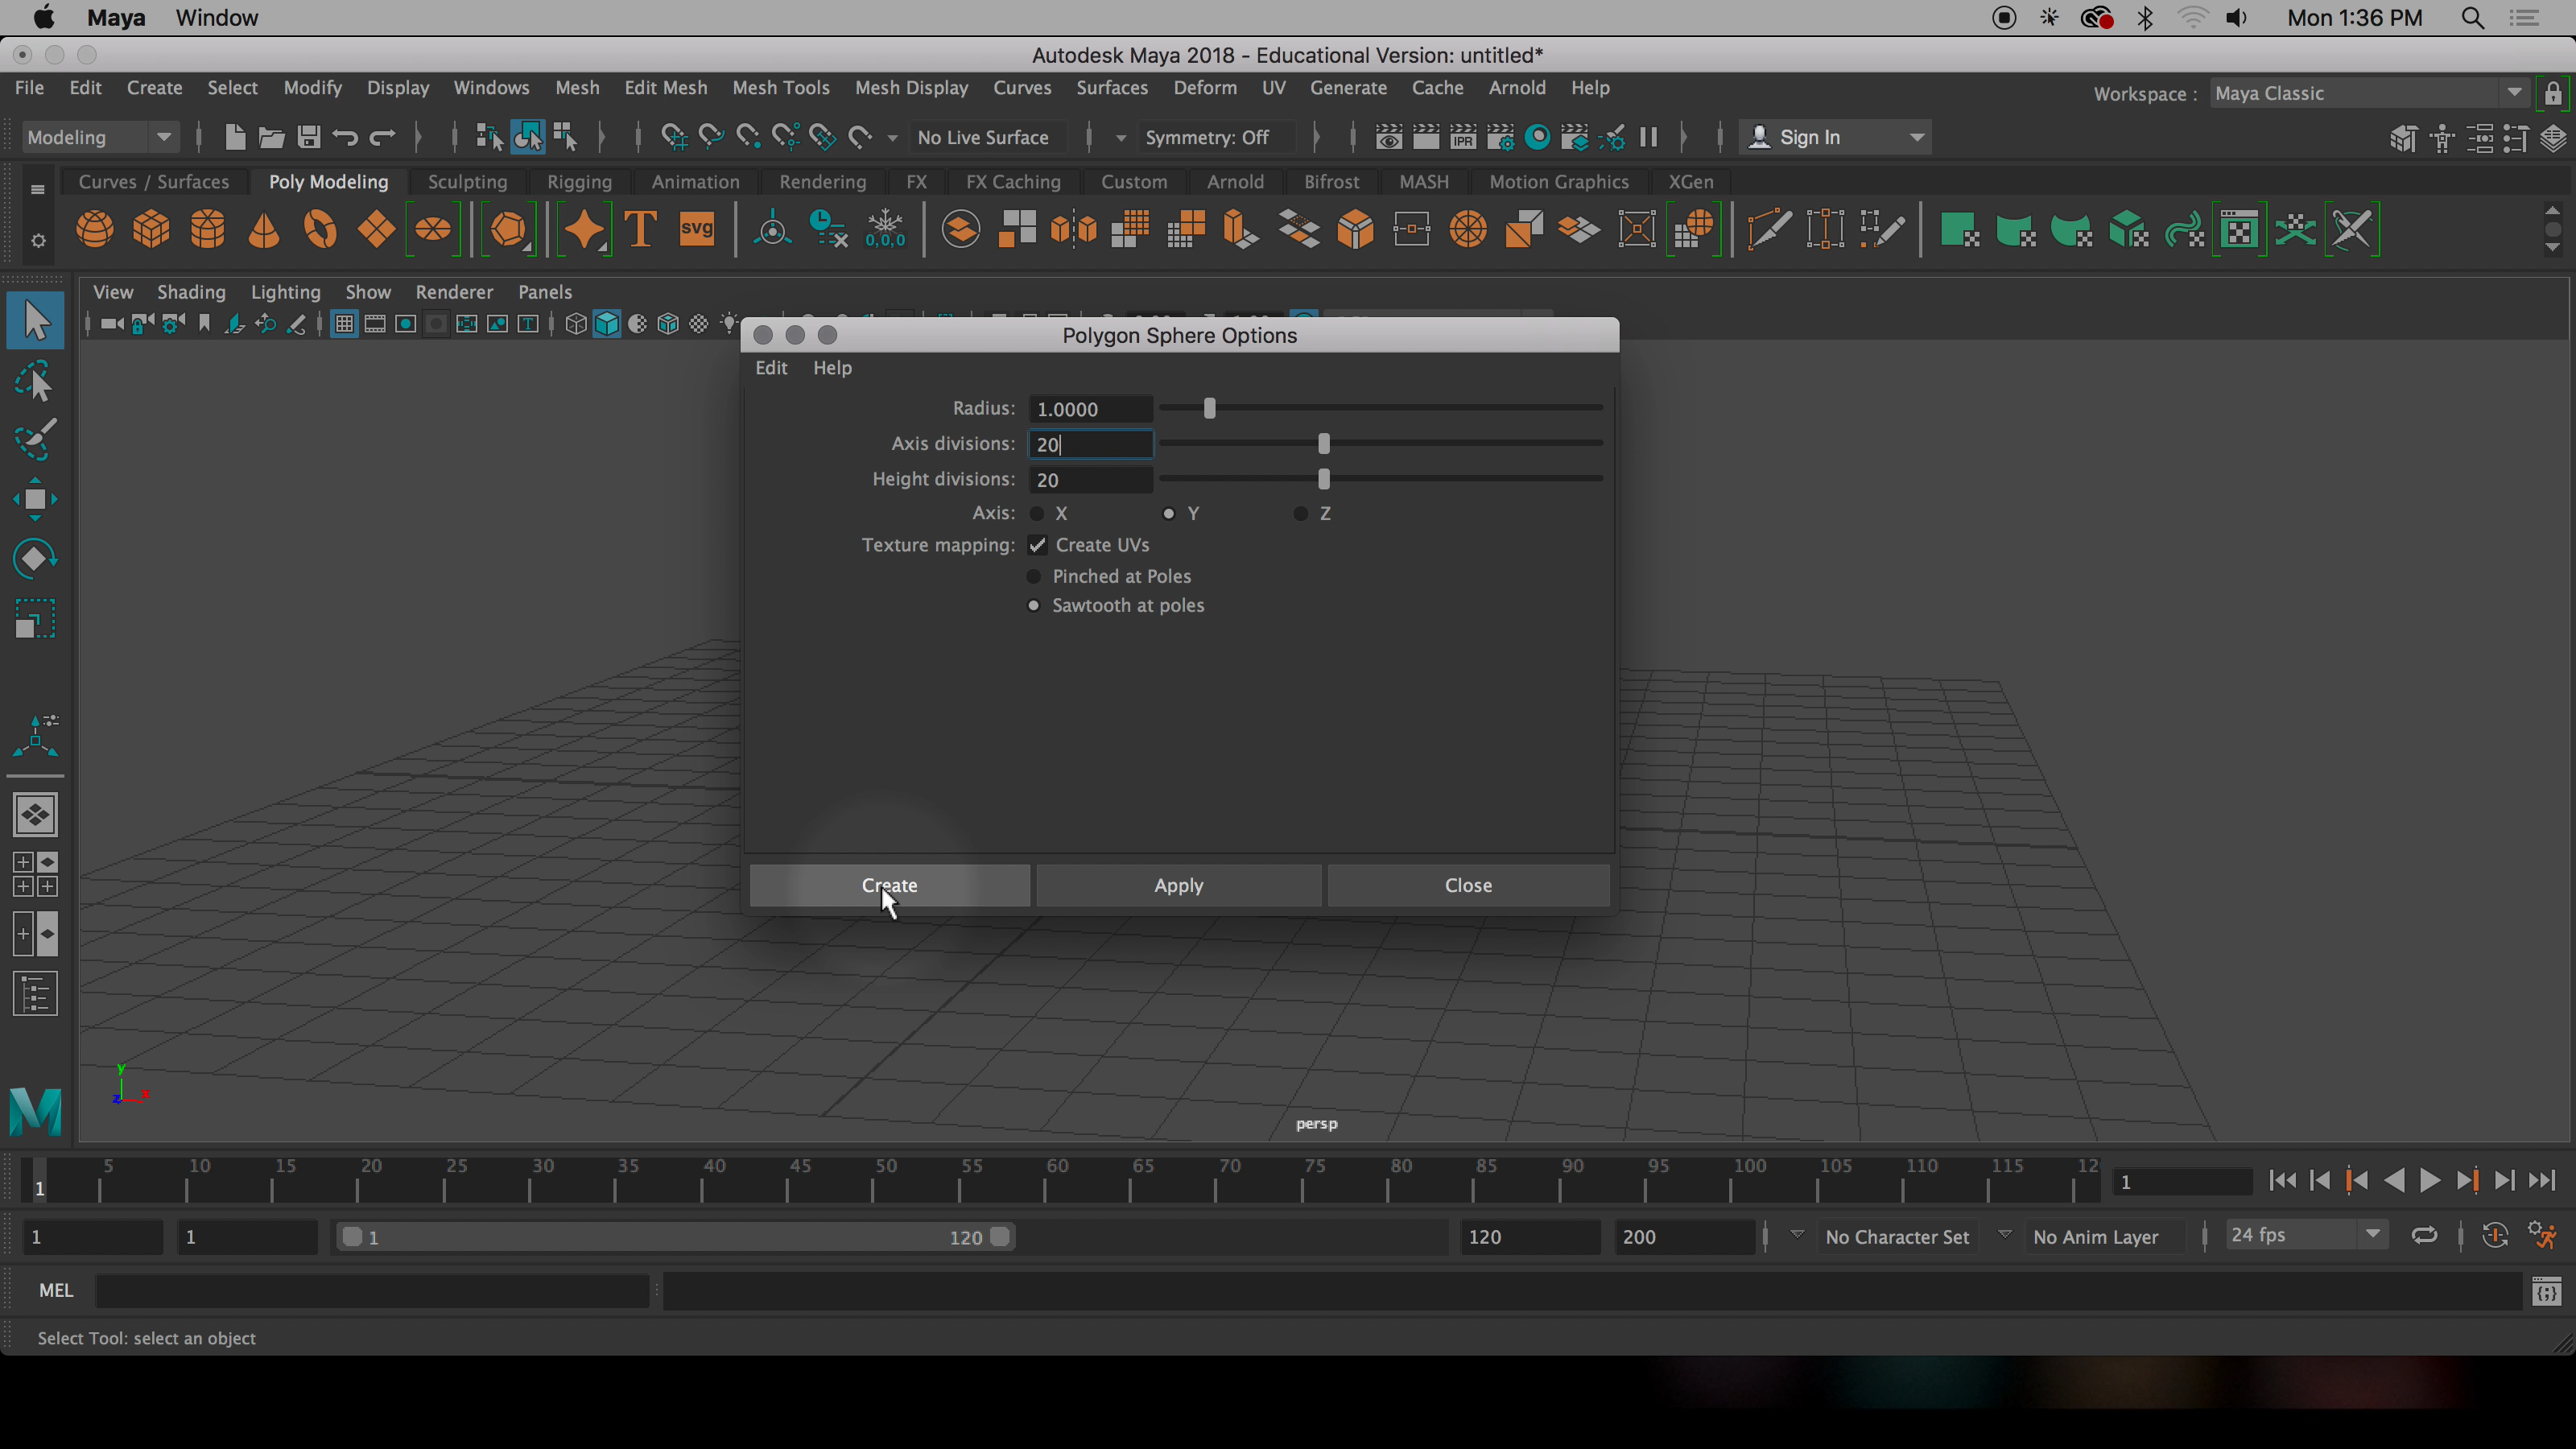 Maya Window Mon 1:36 PM
Autodesk Maya 2018 - Educational Version: untitled*
File Edit Create Select Modify Display Windows Mesh Edit Mesh Mesh Tools Mesh Display Curves Surfaces Deform UV Generate Cache Arnold Help Workspace : Maya Classic
Modeling No Live Surface Symmetry: Off IPR Sign In
Curves / Surfaces Poly Modeling Sculpting Rigging Animation Rendering FX FX Caching Custom Arnold Bifrost MASH Motion Graphics XGen
T svg 0,0,0
View Shading Lighting Show Renderer Panels
Polygon Sphere Options
Edit Help
Radius: 1.0000
Axis divisions: 20
Height divisions: 20
Axis: X Y Z
Texture mapping: Create UVs
Pinched at Poles
Sawtooth at poles
Create Apply Close
y
z x
persp
5 10 15 20 25 30 35 40 45 50 55 60 65 70 75 80 85 90 95 100 105 110 115 12
1 1
1 1 1 120 120 200 No Character Set No Anim Layer 24 fps
MEL
Select Tool: select an object